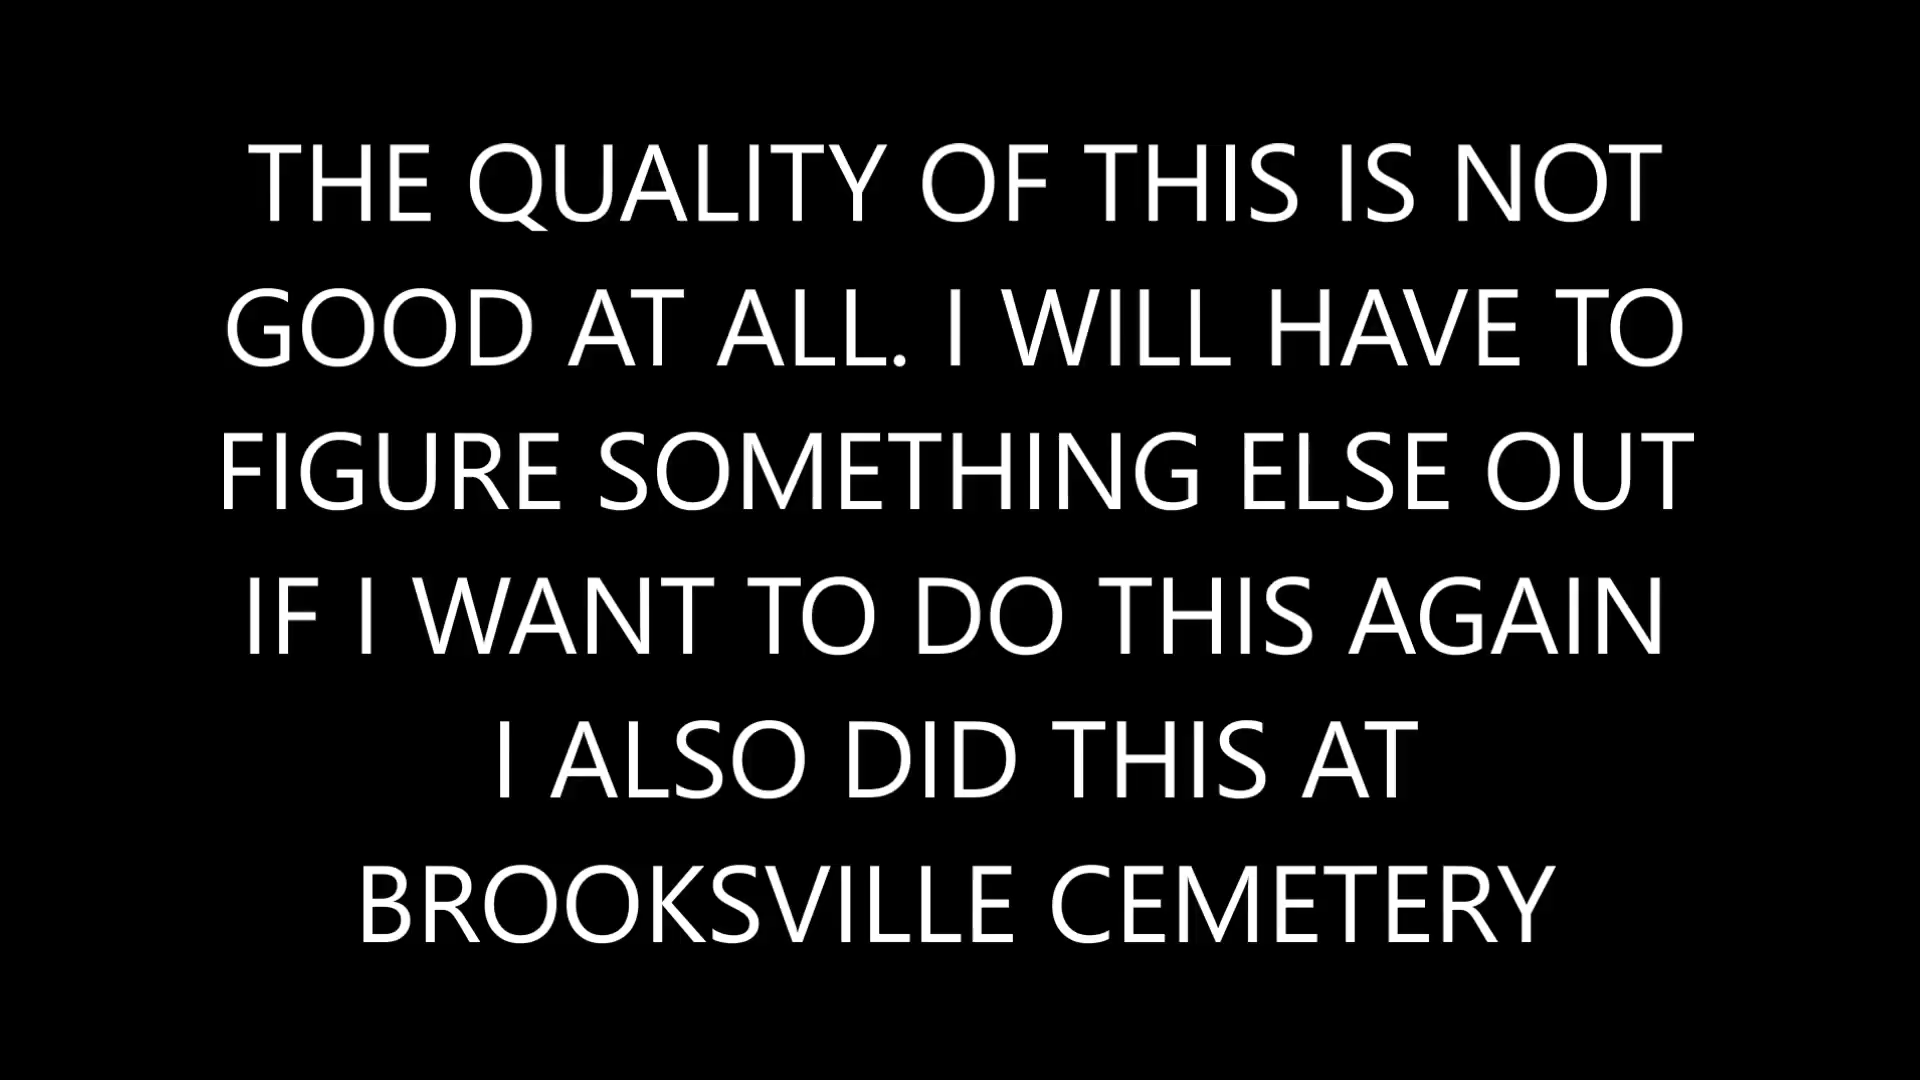 THE QUALITY OF THIS IS NOT
GOOD AT ALL. I WILL HAVE TO
FIGURE SOMETHING ELSE OUT
IF I WANT TO DO THIS AGAIN
I ALSO DID THIS AT
BROOKSVILLE CEMETERY